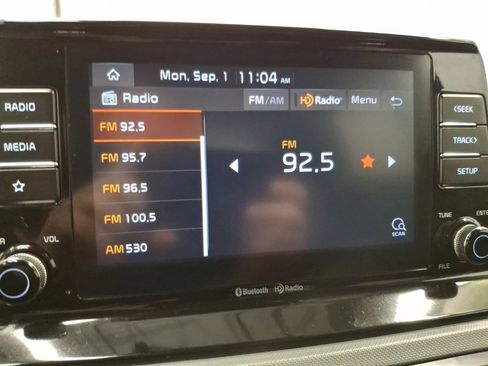 Mon, Sep. 1 11:04 AM
Radio FM/AM HD Radio Menu
FM 92.5
FM 95.7
FM 96.5
FM 100.5
AM 530
FM
92.5
SCAN
RADIO
MEDIA
VOL
<SEEK
TRACK>
SETUP
TUNE
ENTE
FILE
Bluetooth HD Radio